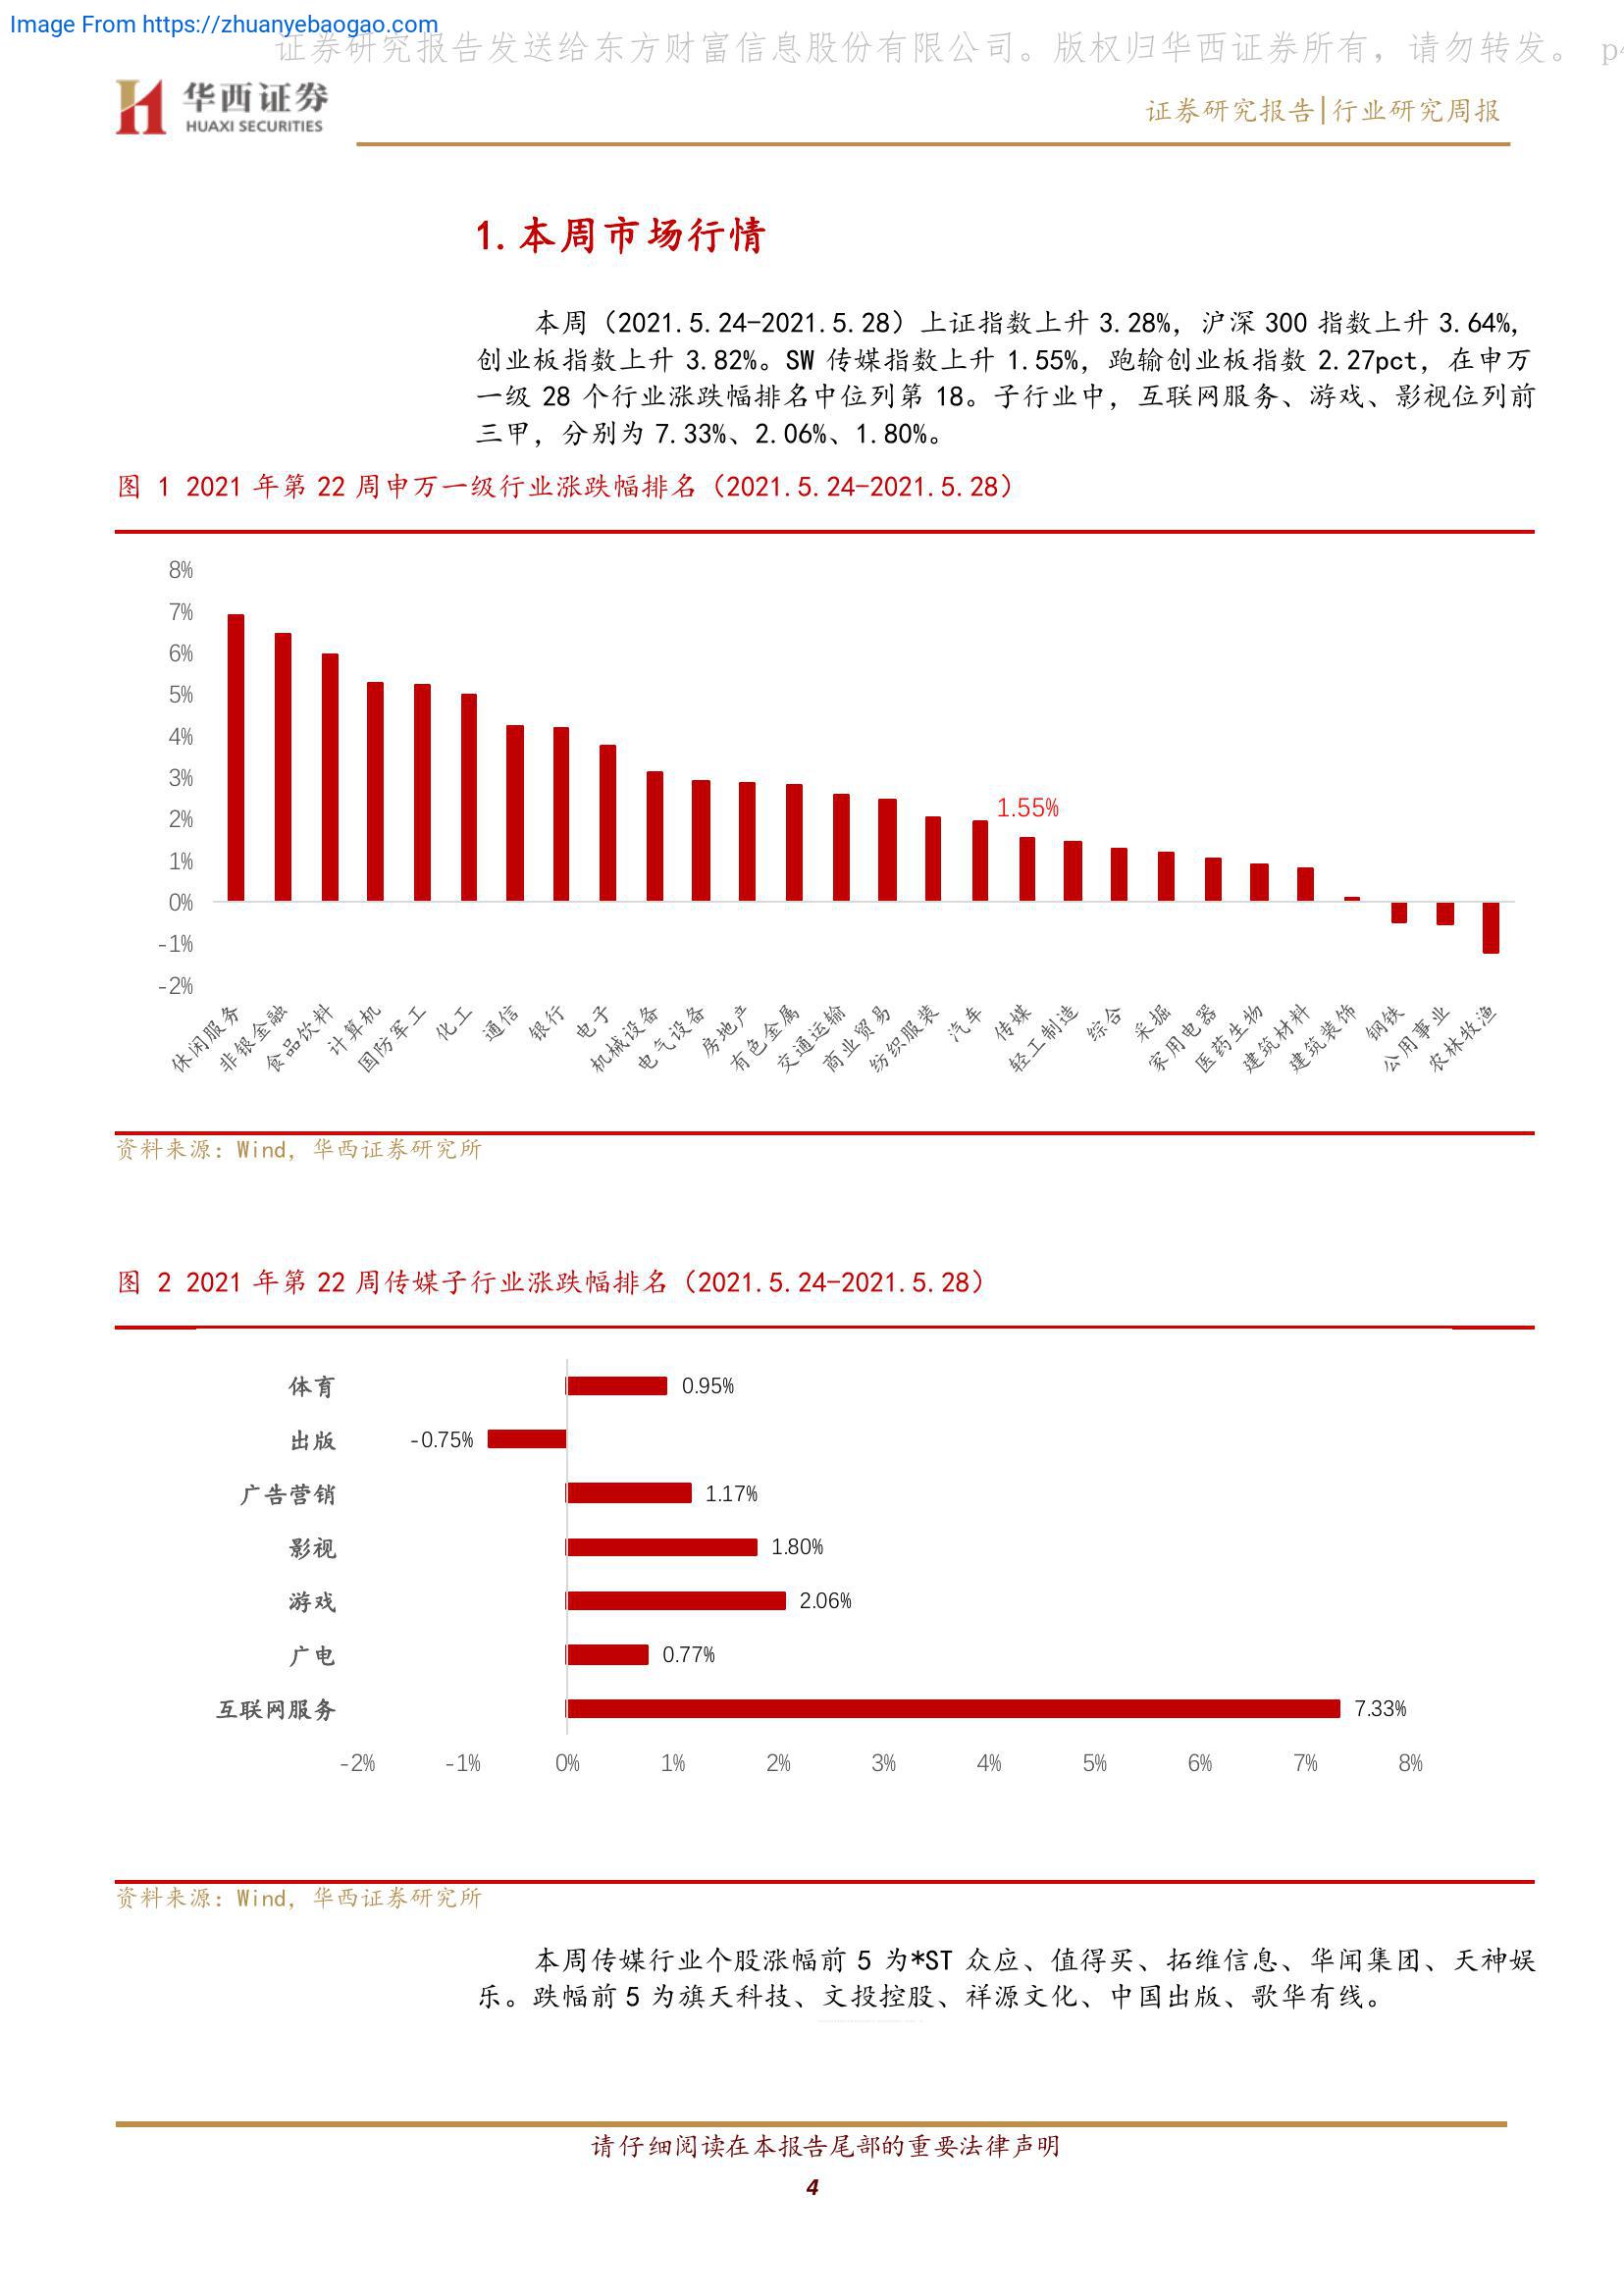 Image From https://zhuanyebaogao.com
证券研究报告发送给东方财富信息股份有限公司。版权归华西证券所有，请勿转发。 p4
华西证券
HUAXI SECURITIES
证券研究报告|行业研究周报
1.本周市场行情
本周（2021.5.24-2021.5.28）上证指数上升 3.28%，沪深 300 指数上升 3.64%，
创业板指数上升 3.82%。SW 传媒指数上升 1.55%，跑输创业板指数 2.27pct，在申万
一级 28 个行业涨跌幅排名中位列第 18。子行业中，互联网服务、游戏、影视位列前
三甲，分别为 7.33%、2.06%、1.80%。
图 1 2021 年第 22 周申万一级行业涨跌幅排名（2021.5.24-2021.5.28）
8%
7%
6%
5%
4%
3%
2%
1%
0%
-1%
-2%
1.55%
休闲服务 非银金融 食品饮料 计算机 国防军工 化工 通信 银行 电子 机械设备 电气设备 房地产 有色金属 交通运输 商业贸易 纺织服装 汽车 传媒 轻工制造 综合 采掘 家用电器 医药生物 建筑材料 建筑装饰 钢铁 公用事业 农林牧渔
资料来源：Wind，华西证券研究所
图 2 2021 年第 22 周传媒子行业涨跌幅排名（2021.5.24-2021.5.28）
体育 0.95%
出版 -0.75%
广告营销 1.17%
影视 1.80%
游戏 2.06%
广电 0.77%
互联网服务 7.33%
-2% -1% 0% 1% 2% 3% 4% 5% 6% 7% 8%
资料来源：Wind，华西证券研究所
本周传媒行业个股涨幅前 5 为*ST 众应、值得买、拓维信息、华闻集团、天神娱
乐。跌幅前 5 为旗天科技、文投控股、祥源文化、中国出版、歌华有线。
请仔细阅读在本报告尾部的重要法律声明
4